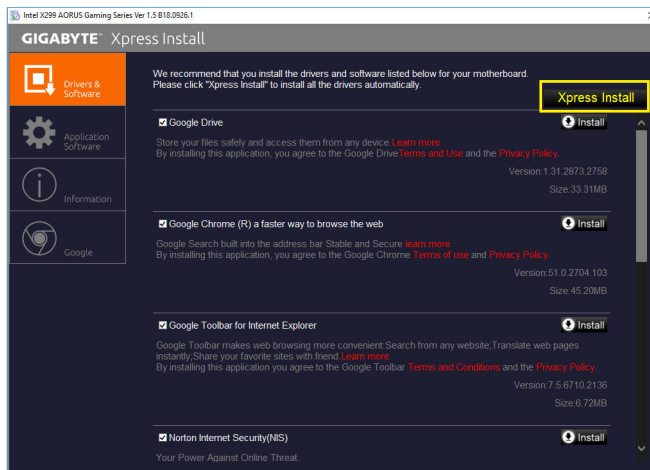 Intel X299 AORUS Gaming Series Ver 1.5 B18.0926.1
GIGABYTE™ Xpress Install
Drivers & Software
Application Software
Information
Google
We recommend that you install the drivers and software listed below for your motherboard.
Please click "Xpress Install" to install all the drivers automatically.
Xpress Install
Google Drive
Install
Store your files safely and access them from any device.Learn more
By installing this application, you agree to the Google DriveTerms and Use and the Privacy Policy.
Version:1.31.2873.2758
Size:33.31MB
Google Chrome (R) a faster way to browse the web
Install
Google Search built into the address bar Stable and Secure learn more
By installing this application, you agree to the Google Chrome Terms of use and Privacy Policy.
Version:51.0.2704.103
Size:45.20MB
Google Toolbar for Internet Explorer
Install
Google Toolbar makes web browsing more convenient:Search from any website;Translate web pages
instantly;Share your favorite sites with friend.Learn more
By installing this application you agree to the Google Toolbar Terms and Conditions and the Privacy Policy.
Version:7.5.6710.2136
Size:6.72MB
Norton Internet Security(NIS)
Install
Your Power Against Online Threat.